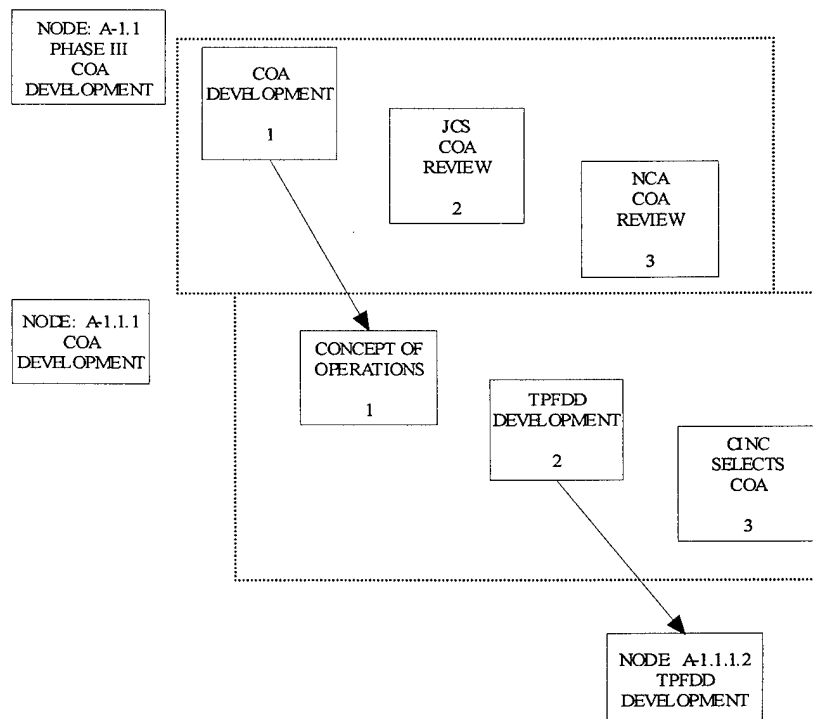 NODE: A-1.1
PHASE III
COA
DEVELOPMENT
COA
DEVELOPMENT
1
JCS
COA
REVIEW
2
NCA
COA
REVIEW
3
NODE: A-1.1.1
COA
DEVELOPMENT
CONCEPT OF
OPERATIONS
1
TPFDD
DEVELOPMENT
2
CINC
SELECTS
COA
3
NODE A-1.1.1.2
TPFDD
DEVELOPMENT